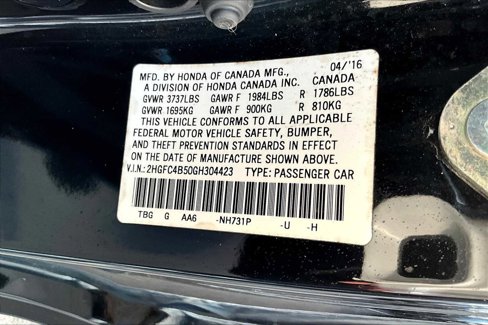 04/'16
MFD. BY HONDA OF CANADA MFG., CANADA
A DIVISION OF HONDA CANADA INC.
GVWR 3737LBS GAWR F 1984LBS R 1786LBS
GVWR 1695KG GAWR F 900KG R 810KG
THIS VEHICLE CONFORMS TO ALL APPLICABLE
FEDERAL MOTOR VEHICLE SAFETY, BUMPER,
AND THEFT PREVENTION STANDARDS IN EFFECT
ON THE DATE OF MANUFACTURE SHOWN ABOVE.
V.I.N.: 2HGFC4B50GH304423 TYPE: PASSENGER CAR
TBG G AA6 -NH731P -U -H